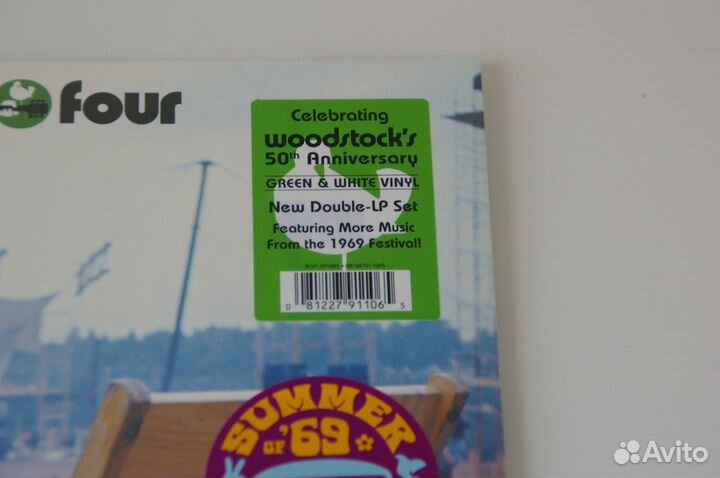 four
Celebrating
woodstock's
50th Anniversary
GREEN & WHITE VINYL
New Double-LP Set
Featuring More Music
From the 1969 Festival!
0 81227 91106 5
SUMMER
OF '69
Avito